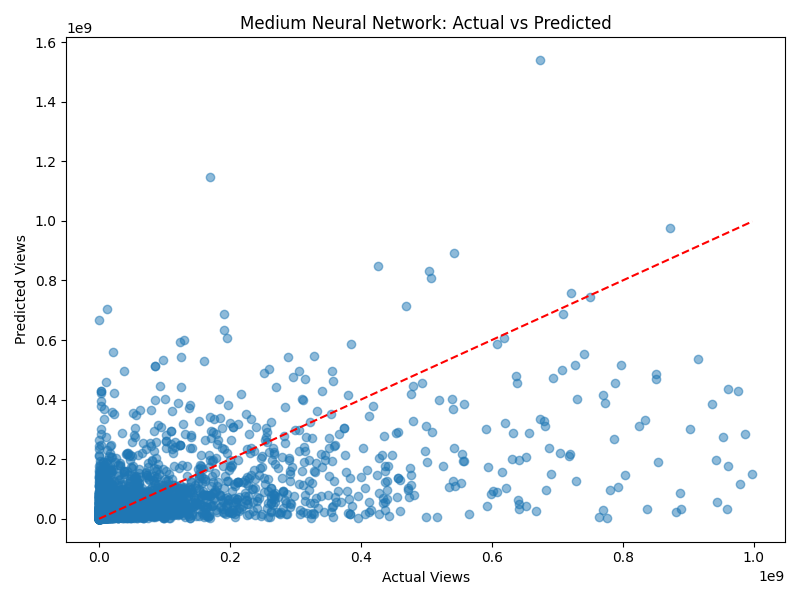 Medium Neural Network: Actual vs Predicted
1e9
1.6
1.4
1.2
1.0
0.8
0.6
0.4
0.2
0.0
Predicted Views
0.0 0.2 0.4 0.6 0.8 1.0
1e9
Actual Views